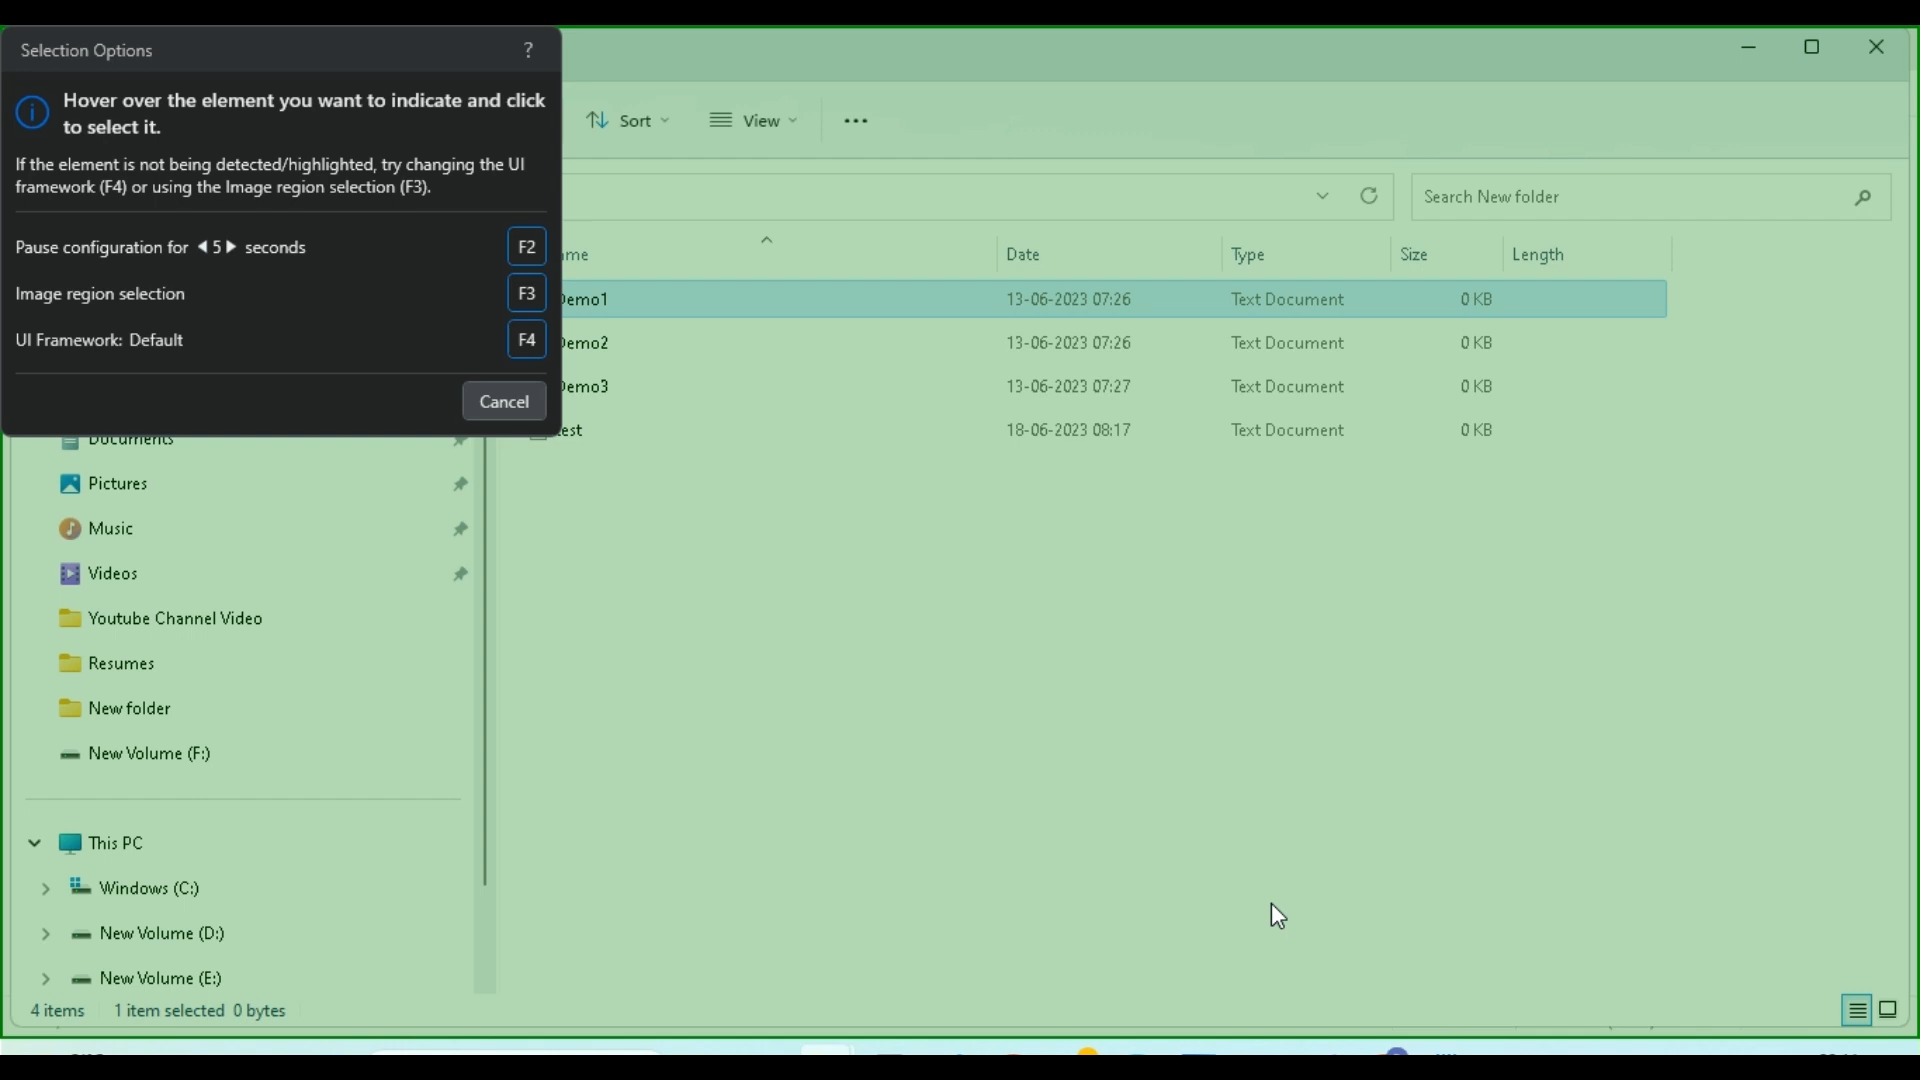 Selection Options ?
Hover over the element you want to indicate and click
to select it.
If the element is not being detected/highlighted, try changing the UI
framework (F4) or using the Image region selection (F3).
Pause configuration for 5 seconds F2
Image region selection F3
UI Framework: Default F4
Cancel
Sort View
Search New folder
Date Type Size Length
Demo1 13-06-2023 07:26 Text Document 0 KB
Demo2 13-06-2023 07:26 Text Document 0 KB
Demo3 13-06-2023 07:27 Text Document 0 KB
test 18-06-2023 08:17 Text Document 0 KB
Documents
Pictures
Music
Videos
Youtube Channel Video
Resumes
New folder
New Volume (F:)
This PC
Windows (C:)
New Volume (D:)
New Volume (E:)
4 items 1 item selected 0 bytes